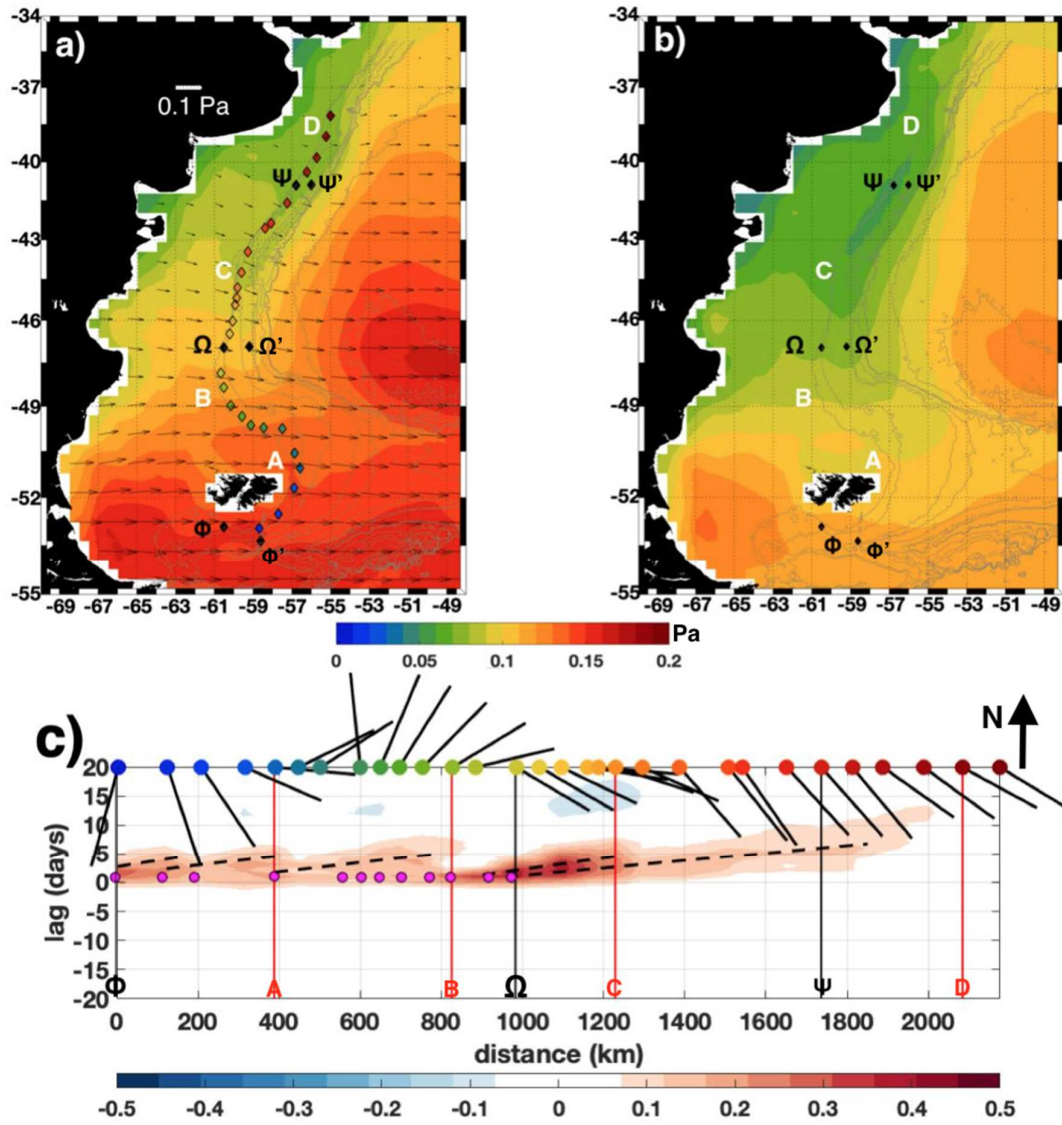 a)
0.1 Pa
D
Ψ Ψ’
C
Ω Ω’
B
A
Φ
Φ’
-34
-37
-40
-43
-46
-49
-52
-55
-69 -67 -65 -63 -61 -59 -57 -55 -53 -51 -49
b)
D
Ψ Ψ’
C
Ω Ω’
B
A
Φ Φ’
-34
-37
-40
-43
-46
-49
-52
-55
-69 -67 -65 -63 -61 -59 -57 -55 -53 -51 -49
Pa
0 0.05 0.1 0.15 0.2
c)
N
lag (days)
20
15
10
5
0
-5
-10
-15
-20
Φ A B Ω C Ψ D
0 200 400 600 800 1000 1200 1400 1600 1800 2000
distance (km)
-0.5 -0.4 -0.3 -0.2 -0.1 0 0.1 0.2 0.3 0.4 0.5